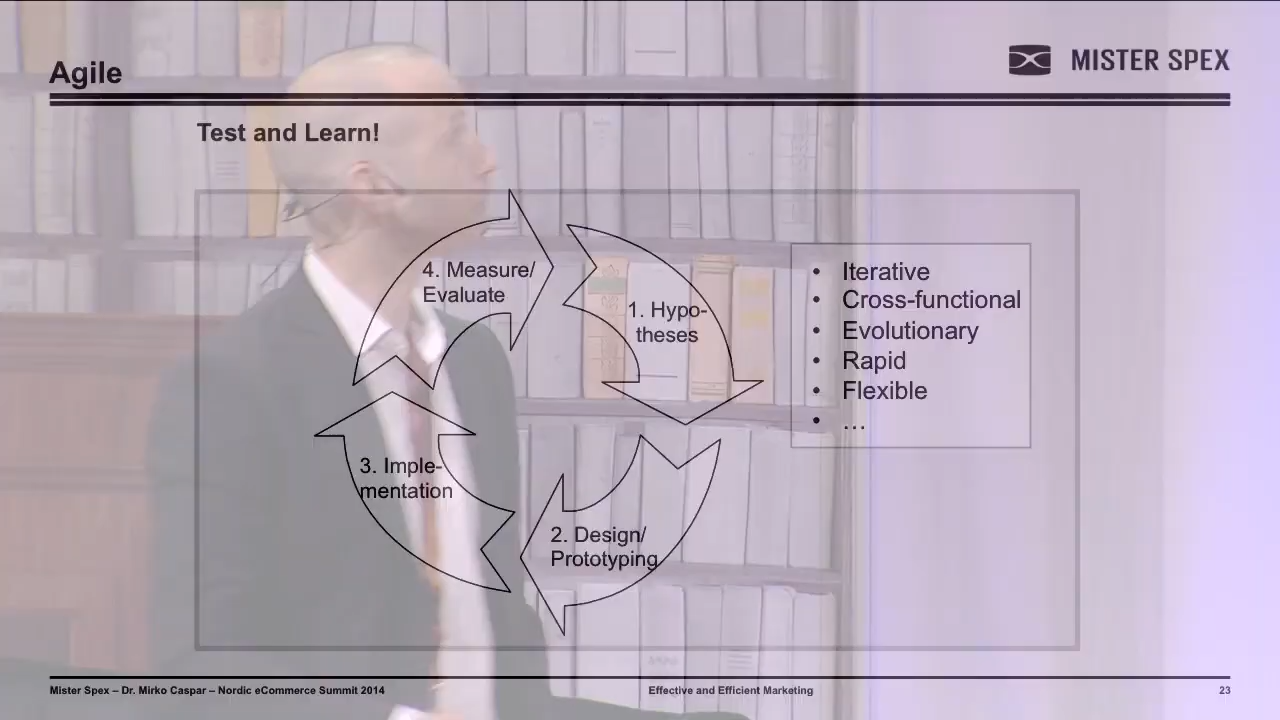 Agile
MISTER SPEX
Test and Learn!
4. Measure/
Evaluate
1. Hypo-
theses
2. Design/
Prototyping
3. Imple-
mentation
• Iterative
• Cross-functional
• Evolutionary
• Rapid
• Flexible
• …
Mister Spex – Dr. Mirko Caspar – Nordic eCommerce Summit 2014
Effective and Efficient Marketing
23